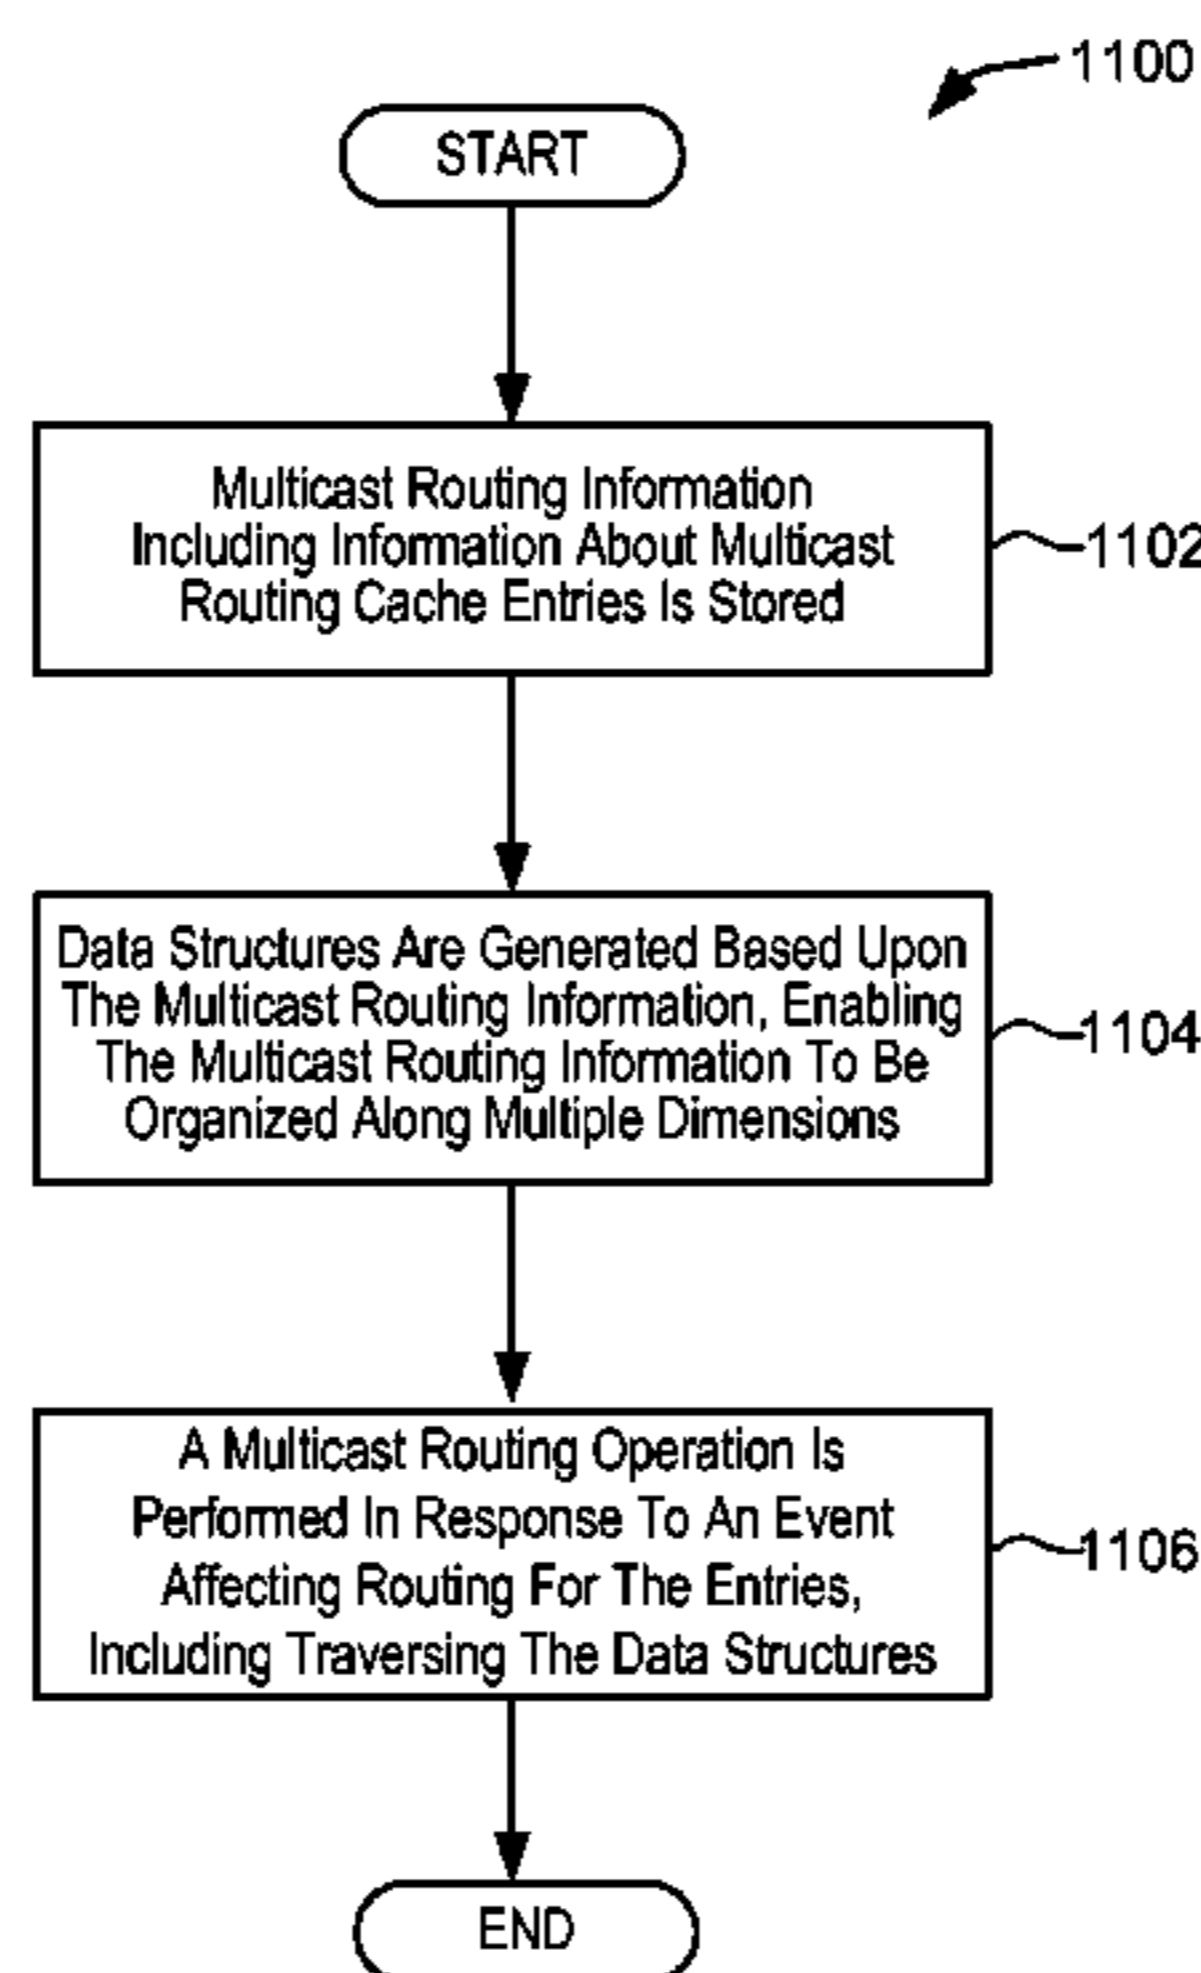 1100
START
Multicast Routing Information
Including Information About Multicast
Routing Cache Entries Is Stored
1102
Data Structures Are Generated Based Upon
The Multicast Routing Information, Enabling
The Multicast Routing Information To Be
Organized Along Multiple Dimensions
1104
A Multicast Routing Operation Is
Performed In Response To An Event
Affecting Routing For The Entries,
Including Traversing The Data Structures
1106
END